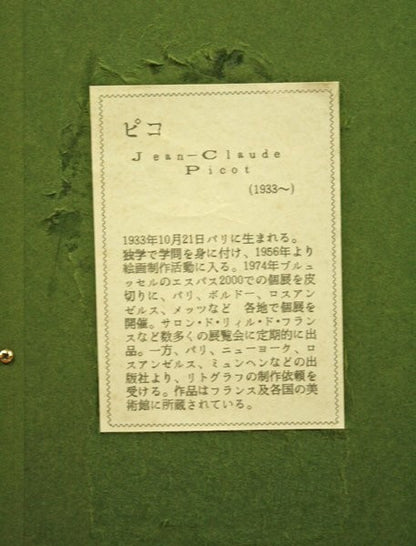 ピコ
Jean-Claude
Picot
(1933〜)
1933年10月21日パリに生まれる。
独学で学問を身に付け、1956年より
絵画制作活動に入る。1974年ブルュ
ッセルのエスパス2000での個展を皮
切りに、パリ、ボルドー、ロスアン
ゼルス、メッツなど　各地で個展を
開催。サロン・ド・リィル・ド・フラン
スなど数多くの展覧会に定期的に出
品。一方、パリ、ニューヨーク、ロ
スアンゼルス、ミュンヘンなどの出
版社より、リトグラフの制作依頼を
受ける。作品はフランス及各国の美
術館に所蔵されている。